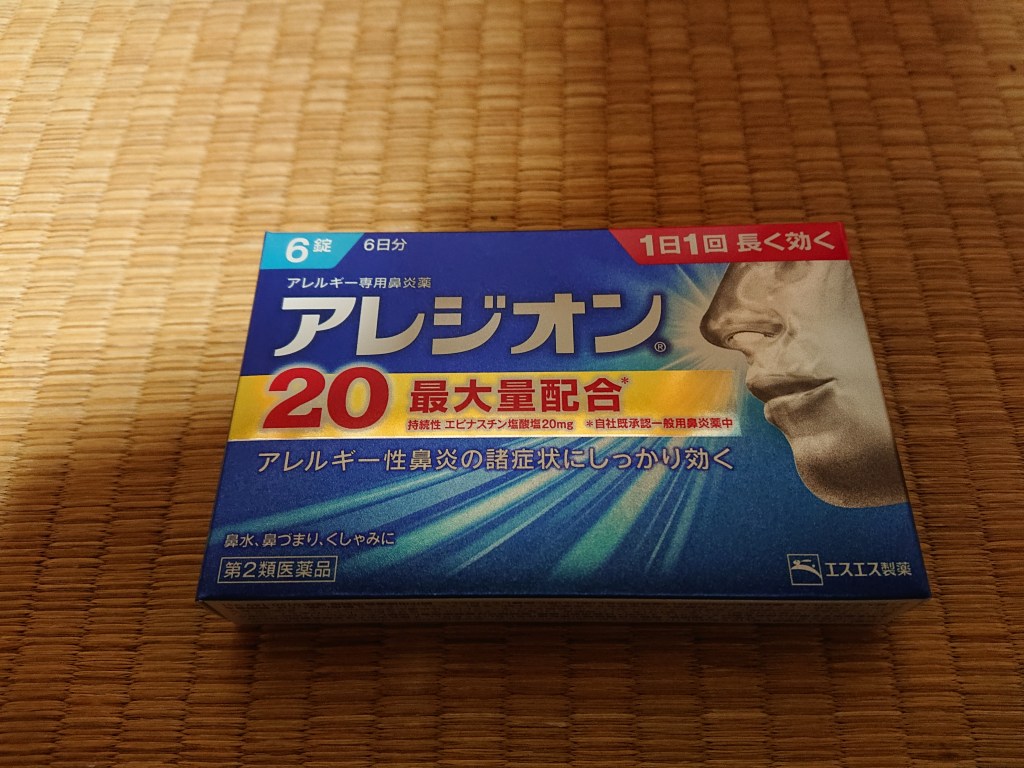 6錠 6日分
1日1回 長く効く
アレルギー専用鼻炎薬
アレジオン®
20 最大量配合*
持続性 エピナスチン塩酸塩20mg *自社既承認一般用鼻炎薬中
アレルギー性鼻炎の諸症状にしっかり効く
鼻水、鼻づまり、くしゃみに
第2類医薬品
エスエス製薬